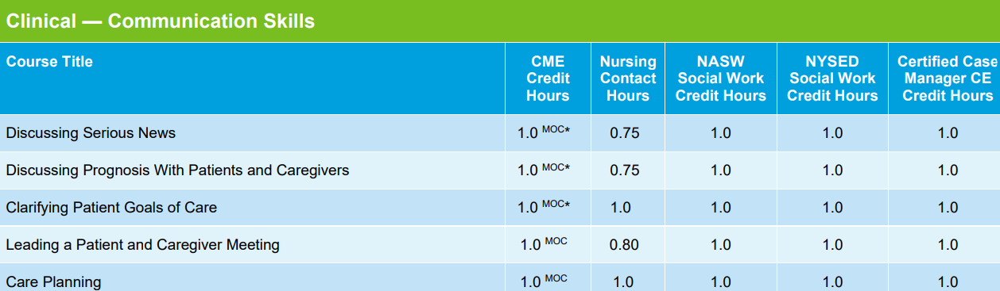 Clinical — Communication Skills
Course Title CME Credit Hours Nursing Contact Hours NASW Social Work Credit Hours NYSED Social Work Credit Hours Certified Case Manager CE Credit Hours
Discussing Serious News 1.0 MOC* 0.75 1.0 1.0 1.0
Discussing Prognosis With Patients and Caregivers 1.0 MOC* 0.75 1.0 1.0 1.0
Clarifying Patient Goals of Care 1.0 MOC* 1.0 1.0 1.0 1.0
Leading a Patient and Caregiver Meeting 1.0 MOC 0.80 1.0 1.0 1.0
Care Planning 1.0 MOC 1.0 1.0 1.0 1.0